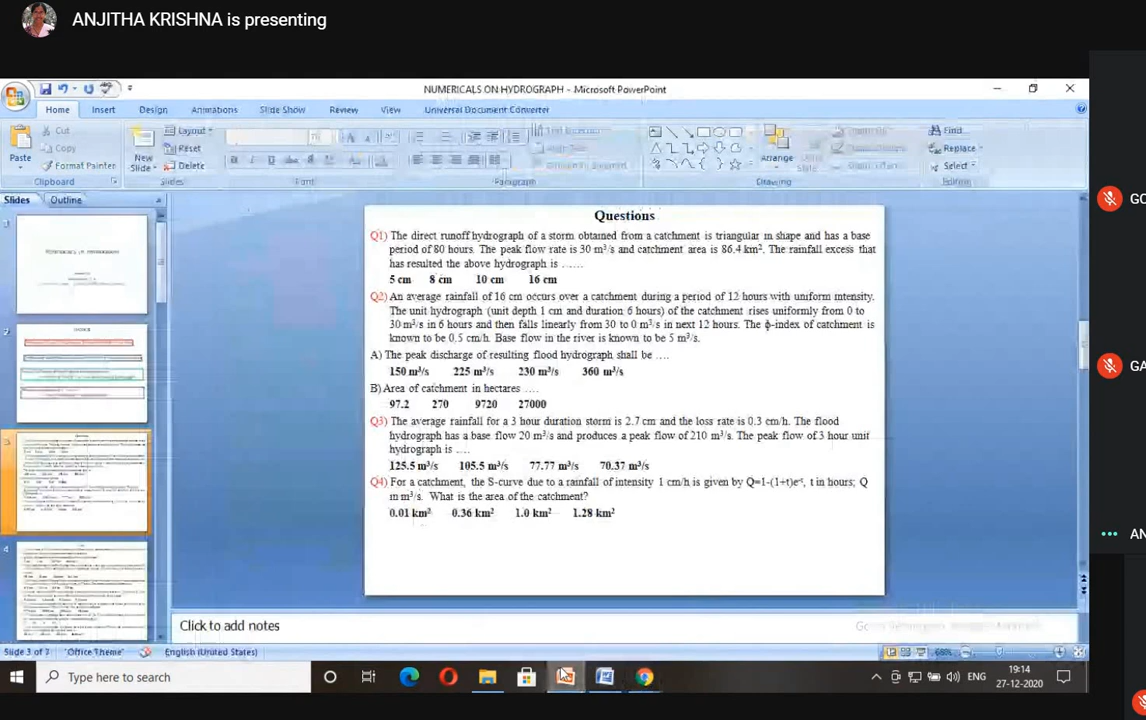 ANJITHA KRISHNA is presenting
NUMERICALS ON HYDROGRAPH - Microsoft PowerPoint
Home Insert Design Animations Slide Show Review View Universal Document Converter
Cut Layout Find
Copy Reset Replace
Paste Format Painter New Slide Delete Arrange Select
Clipboard Slides Font Paragraph Drawing Editing
Slides Outline
1
2
3
4
Questions
Q1) The direct runoff hydrograph of a storm obtained from a catchment is triangular in shape and has a base
period of 80 hours. The peak flow rate is 30 m³/s and catchment area is 86.4 km². The rainfall excess that
has resulted the above hydrograph is ……
5 cm 8 cm 10 cm 16 cm
Q2) An average rainfall of 16 cm occurs over a catchment during a period of 12 hours with uniform intensity.
The unit hydrograph (unit depth 1 cm and duration 6 hours) of the catchment rises uniformly from 0 to
30 m³/s in 6 hours and then falls linearly from 30 to 0 m³/s in next 12 hours. The ϕ-index of catchment is
known to be 0.5 cm/h. Base flow in the river is known to be 5 m³/s.
A) The peak discharge of resulting flood hydrograph shall be ….
150 m³/s 225 m³/s 230 m³/s 360 m³/s
B) Area of catchment in hectares ….
97.2 270 9720 27000
Q3) The average rainfall for a 3 hour duration storm is 2.7 cm and the loss rate is 0.3 cm/h. The flood
hydrograph has a base flow 20 m³/s and produces a peak flow of 210 m³/s. The peak flow of 3 hour unit
hydrograph is ….
125.5 m³/s 105.5 m³/s 77.77 m³/s 70.37 m³/s
Q4) For a catchment, the S-curve due to a rainfall of intensity 1 cm/h is given by Q=1-(1+t)e⁻ᵗ, t in hours; Q
in m³/s. What is the area of the catchment?
0.01 km² 0.36 km² 1.0 km² 1.28 km²
Click to add notes
Slide 3 of 7 "Office Theme" English (United States) 68%
Type here to search
ENG
19:14
27-12-2020
GO
GA
AN